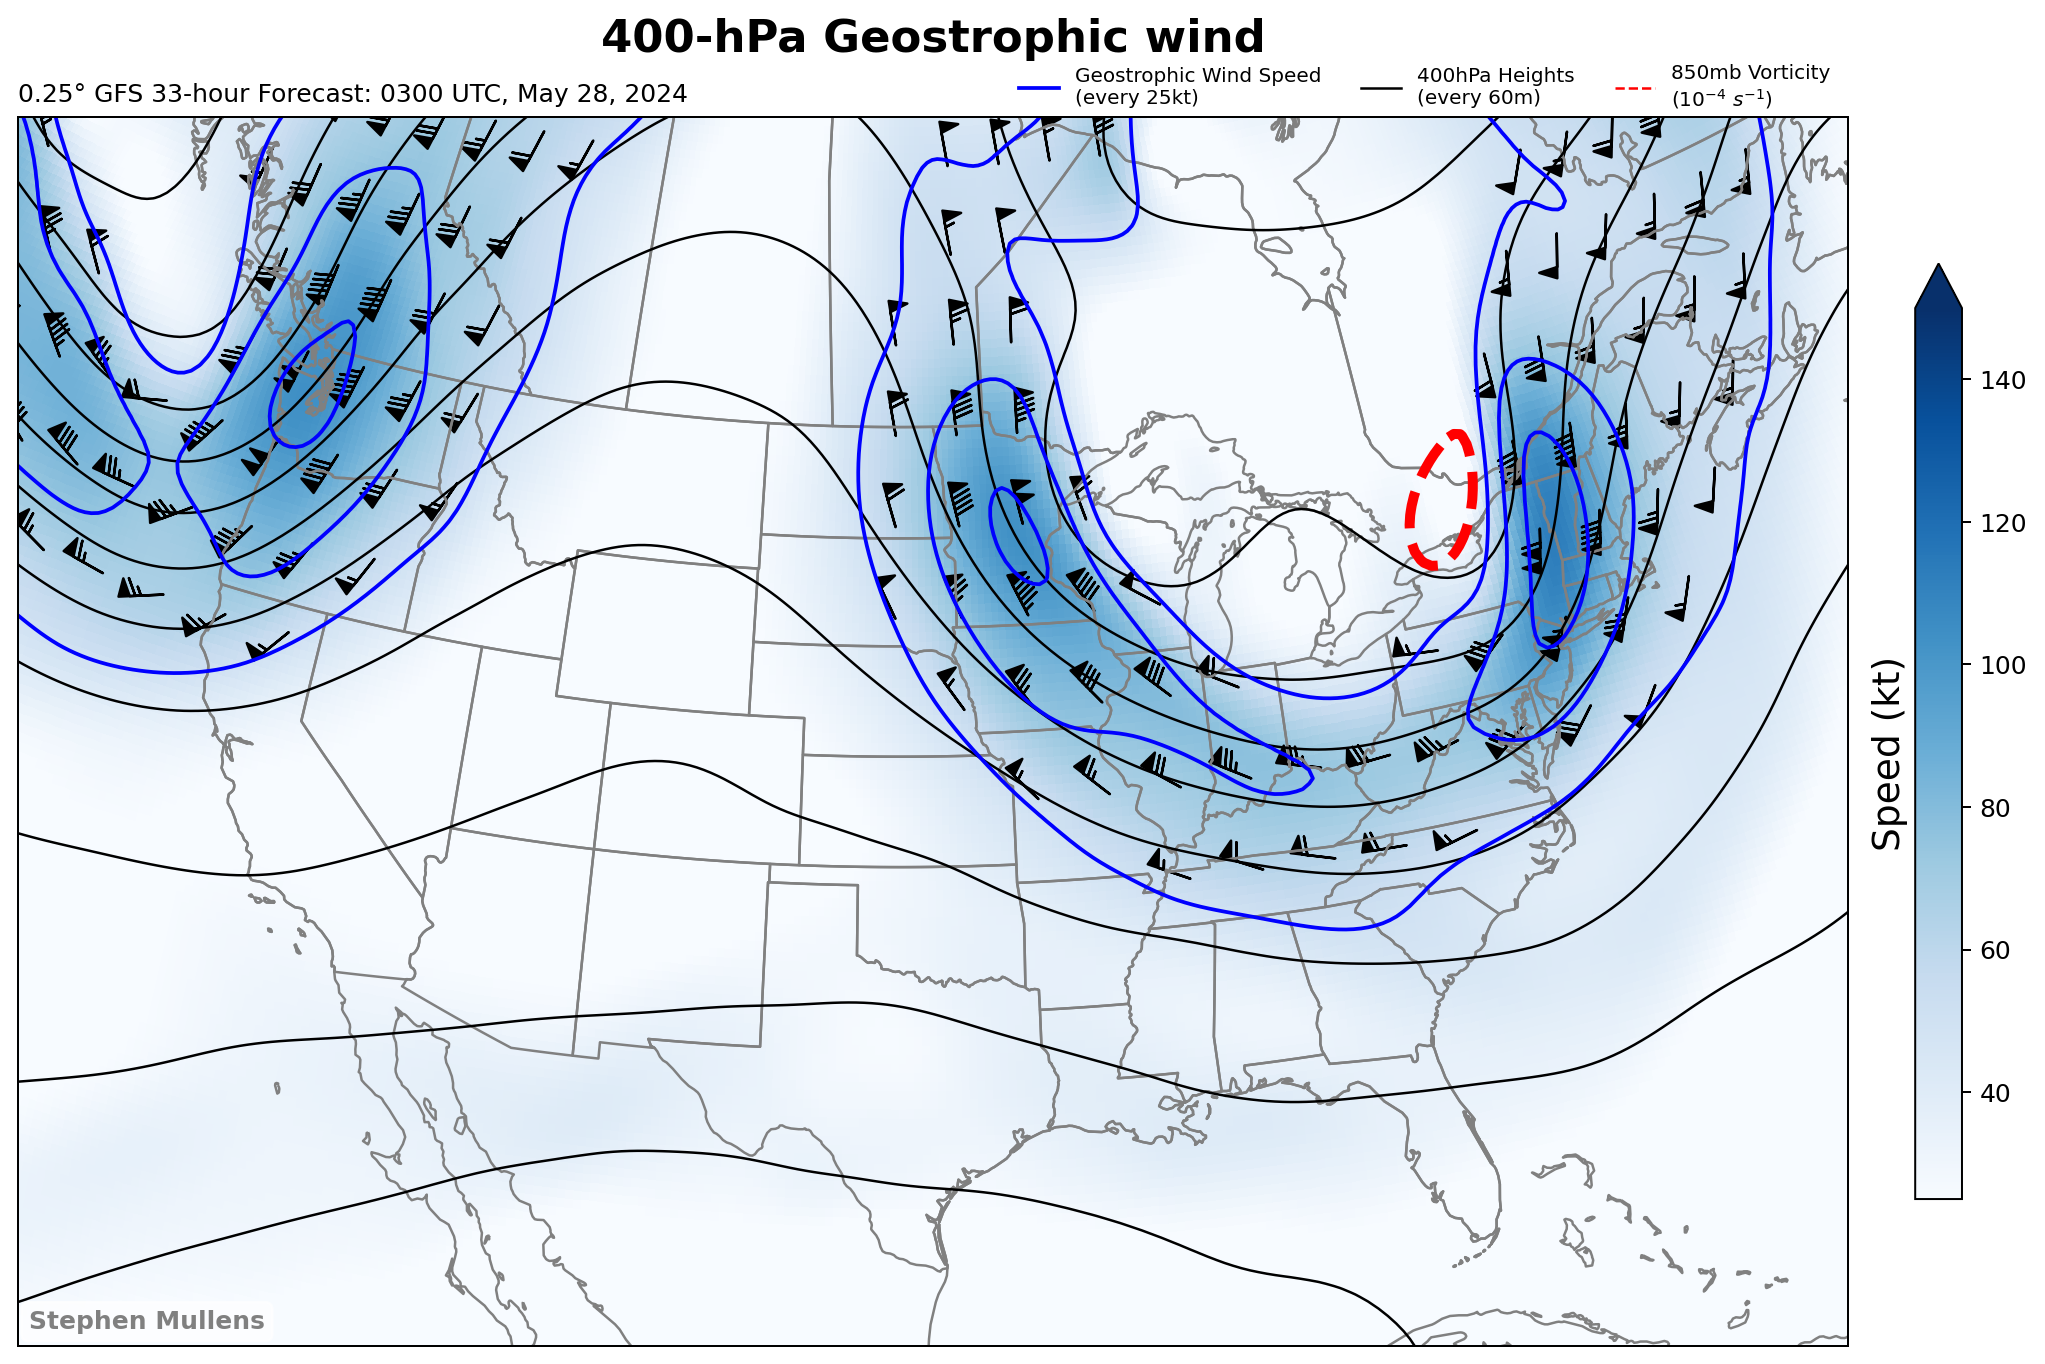 400-hPa Geostrophic wind
0.25° GFS 33-hour Forecast: 0300 UTC, May 28, 2024
Geostrophic Wind Speed
(every 25kt)
400hPa Heights
(every 60m)
850mb Vorticity
(10⁻⁴ s⁻¹)
140
120
100
80
60
40
Speed (kt)
Stephen Mullens